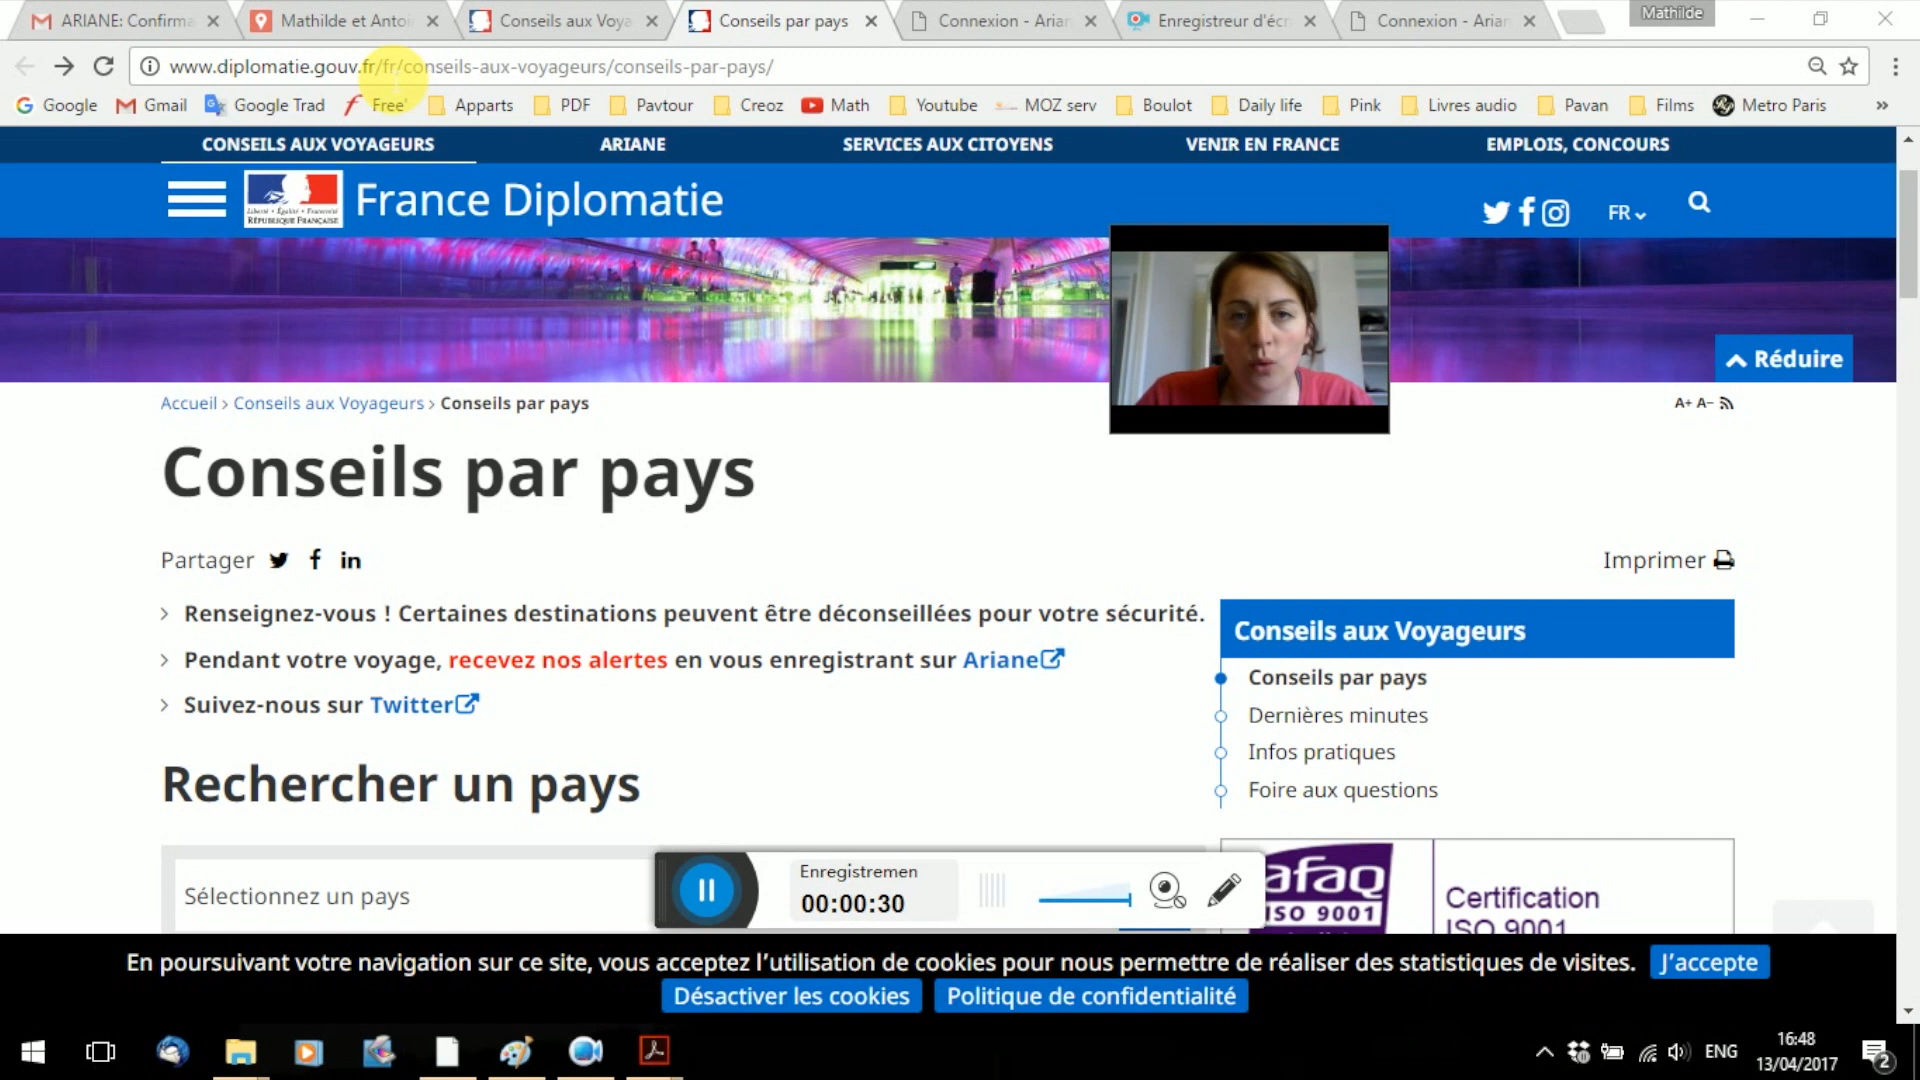 ARIANE: Confirma
Mathilde et Antoi
Conseils aux Voya
Conseils par pays
Connexion - Arian
Enregistreur d'écr
Connexion - Arian
Mathilde
www.diplomatie.gouv.fr/fr/conseils-aux-voyageurs/conseils-par-pays/
Google
Gmail
Google Trad
Free'
Apparts
PDF
Pavtour
Creoz
Math
Youtube
MOZ serv
Boulot
Daily life
Pink
Livres audio
Pavan
Films
Metro Paris
CONSEILS AUX VOYAGEURS
ARIANE
SERVICES AUX CITOYENS
VENIR EN FRANCE
EMPLOIS, CONCOURS
Liberté • Égalité • Fraternité
RÉPUBLIQUE FRANÇAISE
France Diplomatie
FR
Réduire
Accueil › Conseils aux Voyageurs › Conseils par pays
A+ A-
Conseils par pays
Partager
Imprimer
Renseignez-vous ! Certaines destinations peuvent être déconseillées pour votre sécurité.
Pendant votre voyage, recevez nos alertes en vous enregistrant sur Ariane
Suivez-nous sur Twitter
Conseils aux Voyageurs
Conseils par pays
Dernières minutes
Infos pratiques
Foire aux questions
Rechercher un pays
Sélectionnez un pays
Enregistremen
00:00:30
afaq
ISO 9001
Certification
ISO 9001
En poursuivant votre navigation sur ce site, vous acceptez l'utilisation de cookies pour nous permettre de réaliser des statistiques de visites.
J'accepte
Désactiver les cookies
Politique de confidentialité
ENG
16:48
13/04/2017
2